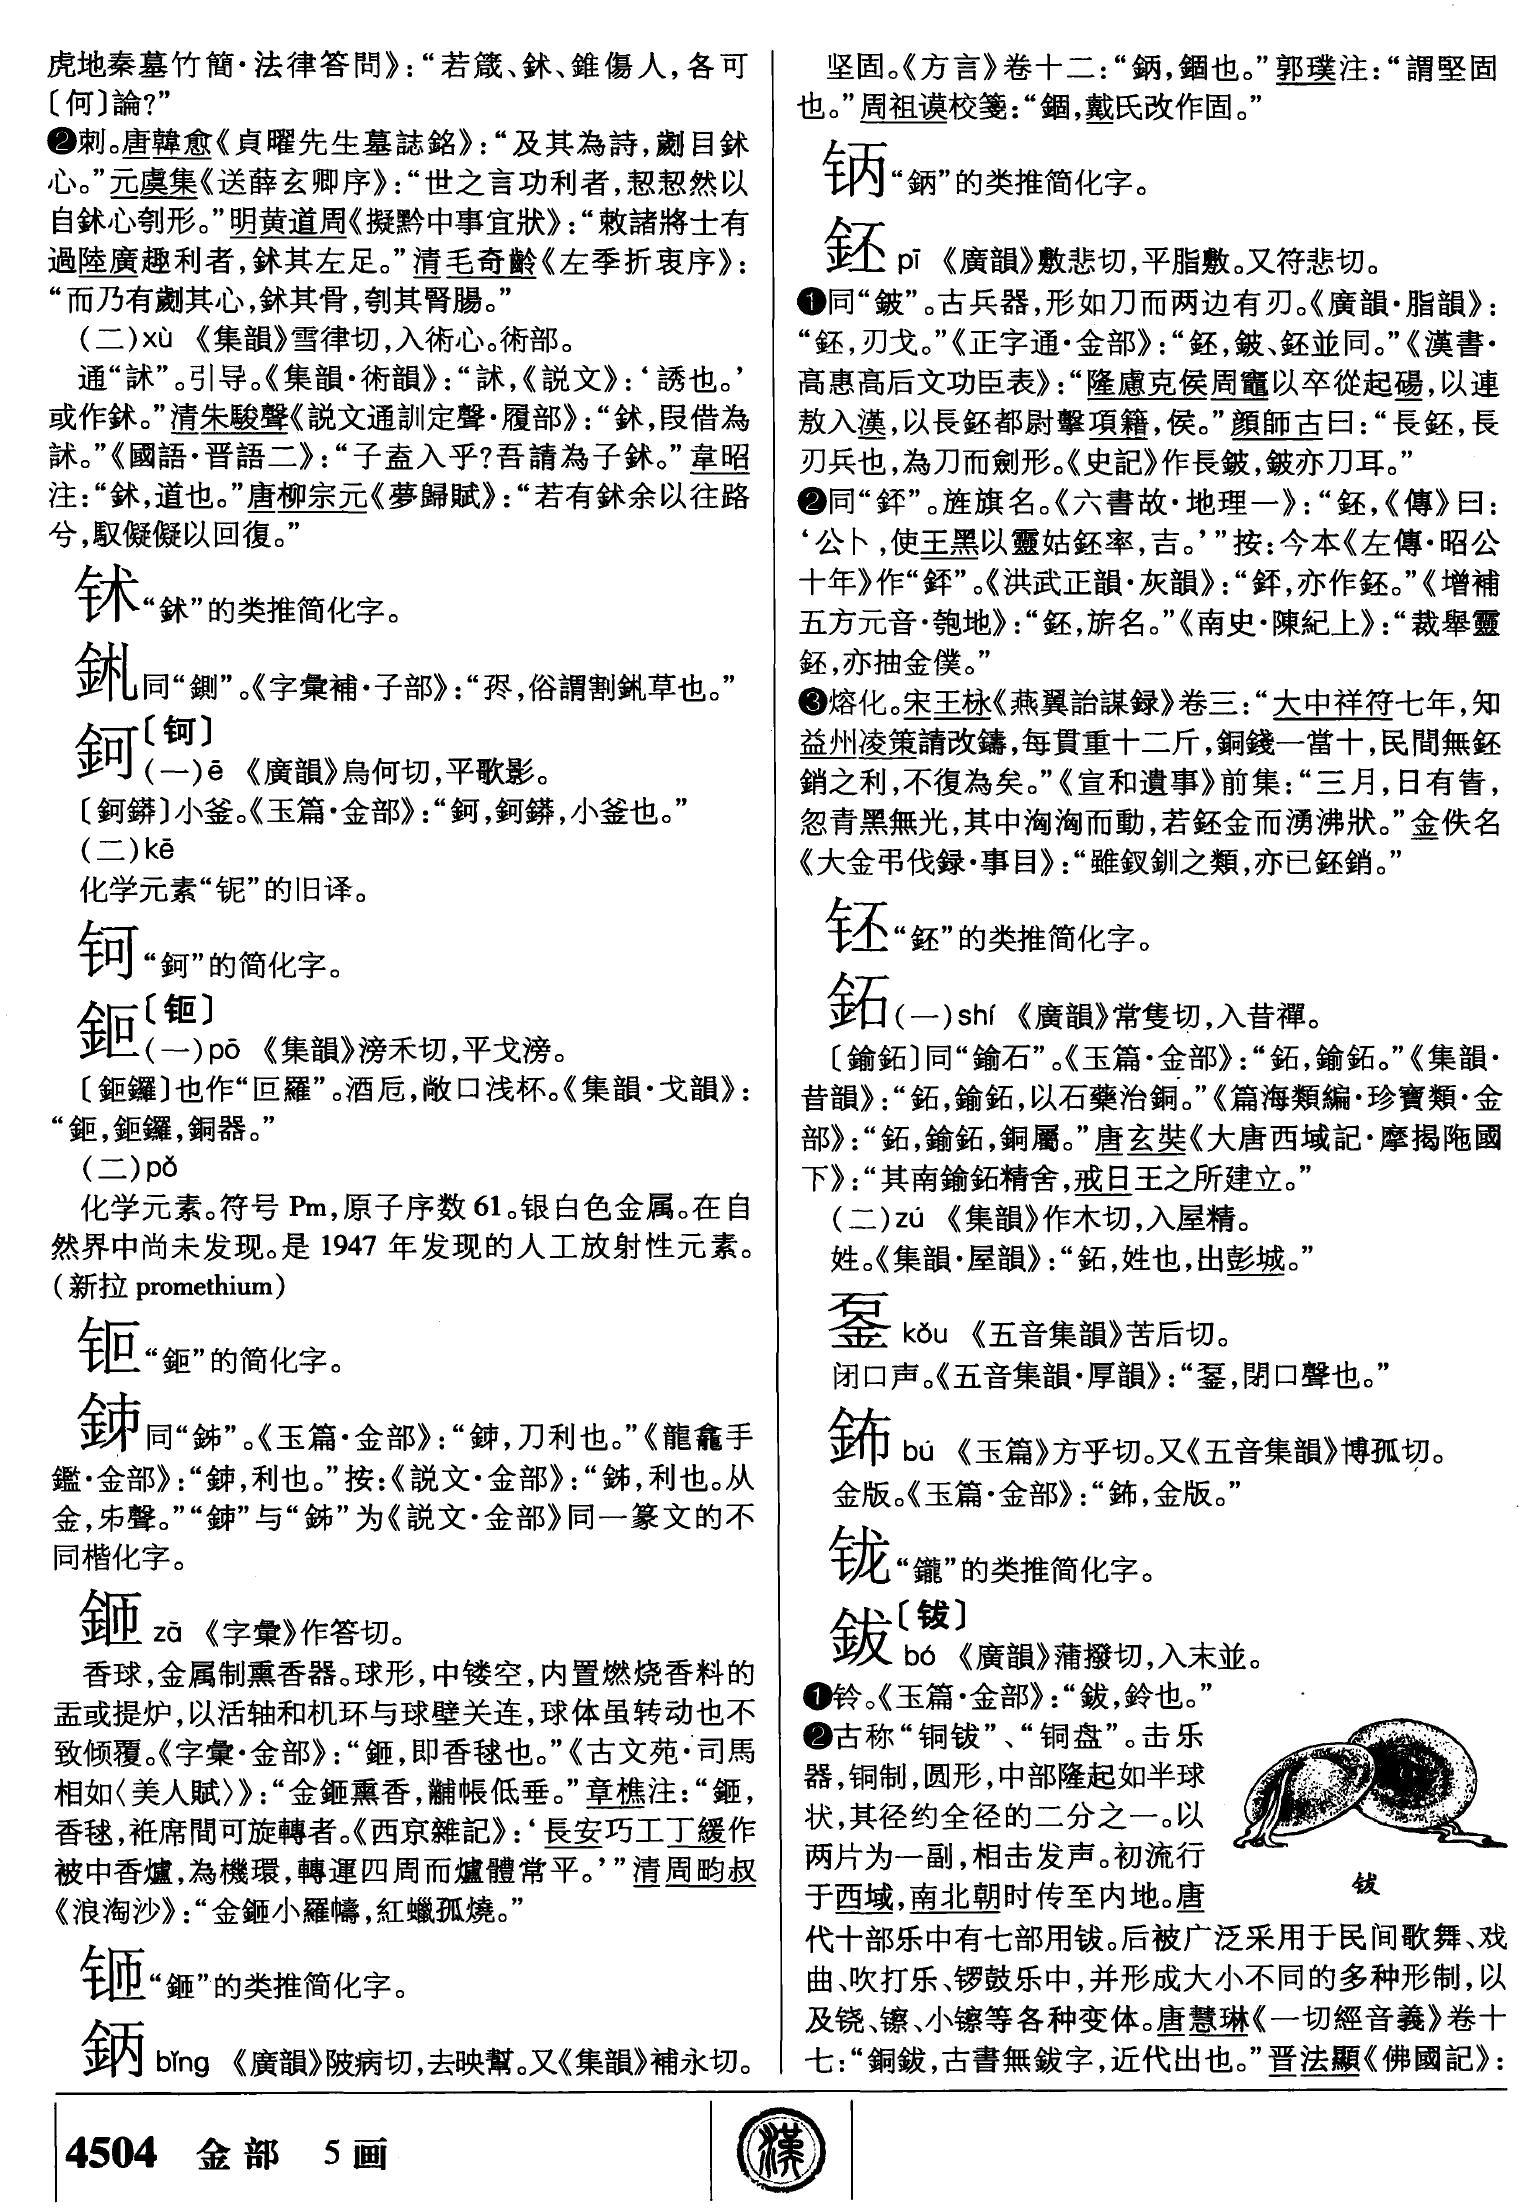 虎地秦墓竹簡·法律答問》：“若箴、鉥、錐傷人，各可
〔何〕論？”
❷刺。唐韓愈《貞曜先生墓誌銘》：“及其為詩，劌目鉥
心。”元虞集《送薛玄卿序》：“世之言功利者，恝恝然以
自鉥心刳形。”明黄道周《擬黔中事宜狀》：“敕諸將士有
過陸廣趣利者，鉥其左足。”清毛奇齡《左季折衷序》：
“而乃有劌其心，鉥其骨，刳其腎腸。”
（二）xù 《集韻》雪律切，入術心。術部。
通“訹”。引导。《集韻·術韻》：“訹，《説文》：‘誘也。’
或作鉥。”清朱駿聲《説文通訓定聲·履部》：“鉥，叚借為
訹。”《國語·晋語二》：“子盍入乎？吾請為子鉥。”韋昭
注：“鉥，道也。”唐柳宗元《夢歸賦》：“若有鉥余以往路
兮，馭儗儗以回復。”
𬬸“鉥”的类推简化字。
釓同“鍘”。《字彙補·子部》：“㺲，俗謂割釓草也。”
鈳〔钶〕
（一）ē 《廣韻》烏何切，平歌影。
〔鈳䥈〕小釜。《玉篇·金部》：“鈳，鈳䥈，小釜也。”
（二）kē
化学元素“铌”的旧译。
钶“鈳”的简化字。
鉕〔钷〕
（一）pō 《集韻》滂禾切，平戈滂。
〔鉕鑼〕也作“叵羅”。酒卮，敞口浅杯。《集韻·戈韻》：
“鉕，鉕鑼，銅器。”
（二）pǒ
化学元素。符号 Pm，原子序数 61。银白色金属。在自
然界中尚未发现。是 1947 年发现的人工放射性元素。
（新拉 promethium）
钷“鉕”的简化字。
𨥧同“鈰”。《玉篇·金部》：“𨥧，刀利也。”《龍龕手
鑑·金部》：“𨥧，利也。”按：《説文·金部》：“鈰，利也。从
金，𠂔聲。”“𨥧”与“鈰”为《説文·金部》同一篆文的不
同楷化字。
鉔 zā 《字彙》作答切。
香球，金属制熏香器。球形，中镂空，内置燃烧香料的
盂或提炉，以活轴和机环与球壁关连，球体虽转动也不
致倾覆。《字彙·金部》：“鉔，即香毬也。”《古文苑·司馬
相如〈美人賦〉》：“金鉔熏香，黼帳低垂。”章樵注：“鉔，
香毬，袵席間可旋轉者。《西京雜記》：‘長安巧工丁緩作
被中香爐，為機環，轉運四周而爐體常平。’”清周畇叔
《浪淘沙》：“金鉔小羅幬，紅蠟孤燒。”
“鉔”的类推简化字。
鈵 bǐng 《廣韻》陂病切，去映幫。又《集韻》補永切。
坚固。《方言》卷十二：“鈵，錮也。”郭璞注：“謂堅固
也。”周祖谟校箋：“錮，戴氏改作固。”
“鈵”的类推简化字。
鉟 pī 《廣韻》敷悲切，平脂敷。又符悲切。
❶同“鈹”。古兵器，形如刀而两边有刃。《廣韻·脂韻》：
“鉟，刃戈。”《正字通·金部》：“鉟，鈹、鉟並同。”《漢書·
高惠高后文功臣表》：“隆慮克侯周竈以卒從起碭，以連
敖入漢，以長鉟都尉擊項籍，侯。”顔師古曰：“長鉟，長
刃兵也，為刀而劍形。《史記》作長鈹，鈹亦刀耳。”
❷同“銔”。旌旗名。《六書故·地理一》：“鉟，《傳》曰：
‘公卜，使王黑以靈姑鉟率，吉。’”按：今本《左傳·昭公
十年》作“銔”。《洪武正韻·灰韻》：“銔，亦作鉟。”《增補
五方元音·匏地》：“鉟，旂名。”《南史·陳紀上》：“裁舉靈
鉟，亦抽金僕。”
❸熔化。宋王栐《燕翼詒謀録》卷三：“大中祥符七年，知
益州凌策請改鑄，每貫重十二斤，銅錢一當十，民間無鉟
銷之利，不復為矣。”《宣和遺事》前集：“三月，日有眚，
忽青黑無光，其中洶洶而動，若鉟金而湧沸狀。”金佚名
《大金弔伐録·事目》：“雖釵釧之類，亦已鉟銷。”
“鉟”的类推简化字。
鉐（一）shí 《廣韻》常隻切，入昔禪。
〔鍮鉐〕同“鍮石”。《玉篇·金部》：“鉐，鍮鉐。”《集韻·
昔韻》：“鉐，鍮鉐，以石藥治銅。”《篇海類編·珍寶類·金
部》：“鉐，鍮鉐，銅屬。”唐玄奘《大唐西域記·摩揭陁國
下》：“其南鍮鉐精舍，戒日王之所建立。”
（二）zú 《集韻》作木切，入屋精。
姓。《集韻·屋韻》：“鉐，姓也，出彭城。”
kǒu 《五音集韻》苦后切。
闭口声。《五音集韻·厚韻》：“，閉口聲也。”
鈽 bú 《玉篇》方乎切。又《五音集韻》博孤切。
金版。《玉篇·金部》：“鈽，金版。”
“鑨”的类推简化字。
鈸〔钹〕
bó 《廣韻》蒲撥切，入末並。
❶铃。《玉篇·金部》：“鈸，鈴也。”
❷古称“铜钹”、“铜盘”。击乐
器，铜制，圆形，中部隆起如半球
状，其径约全径的二分之一。以
两片为一副，相击发声。初流行
于西域，南北朝时传至内地。唐
代十部乐中有七部用钹。后被广泛采用于民间歌舞、戏
曲、吹打乐、锣鼓乐中，并形成大小不同的多种形制，以
及铙、镲、小镲等各种变体。唐慧琳《一切經音義》卷十
七：“銅鈸，古書無鈸字，近代出也。”晋法顯《佛國記》：
钹
4504 金部 5画
漢